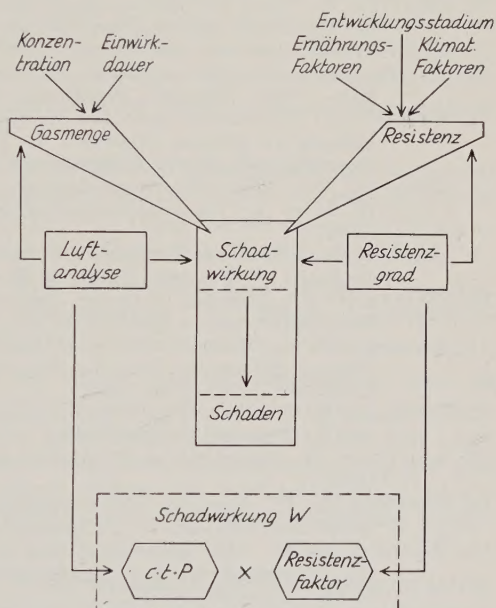 Konzen-
tration
Einwirk-
dauer
Entwicklungsstadium
Ernährungs-
Faktoren
Klimat.
Faktoren
Gasmenge
Resistenz
Luft-
analyse
Schad-
wirkung
Resistenz-
grad
Schaden
Schadwirkung W
c·t·P
x
Resistenz-
Faktor